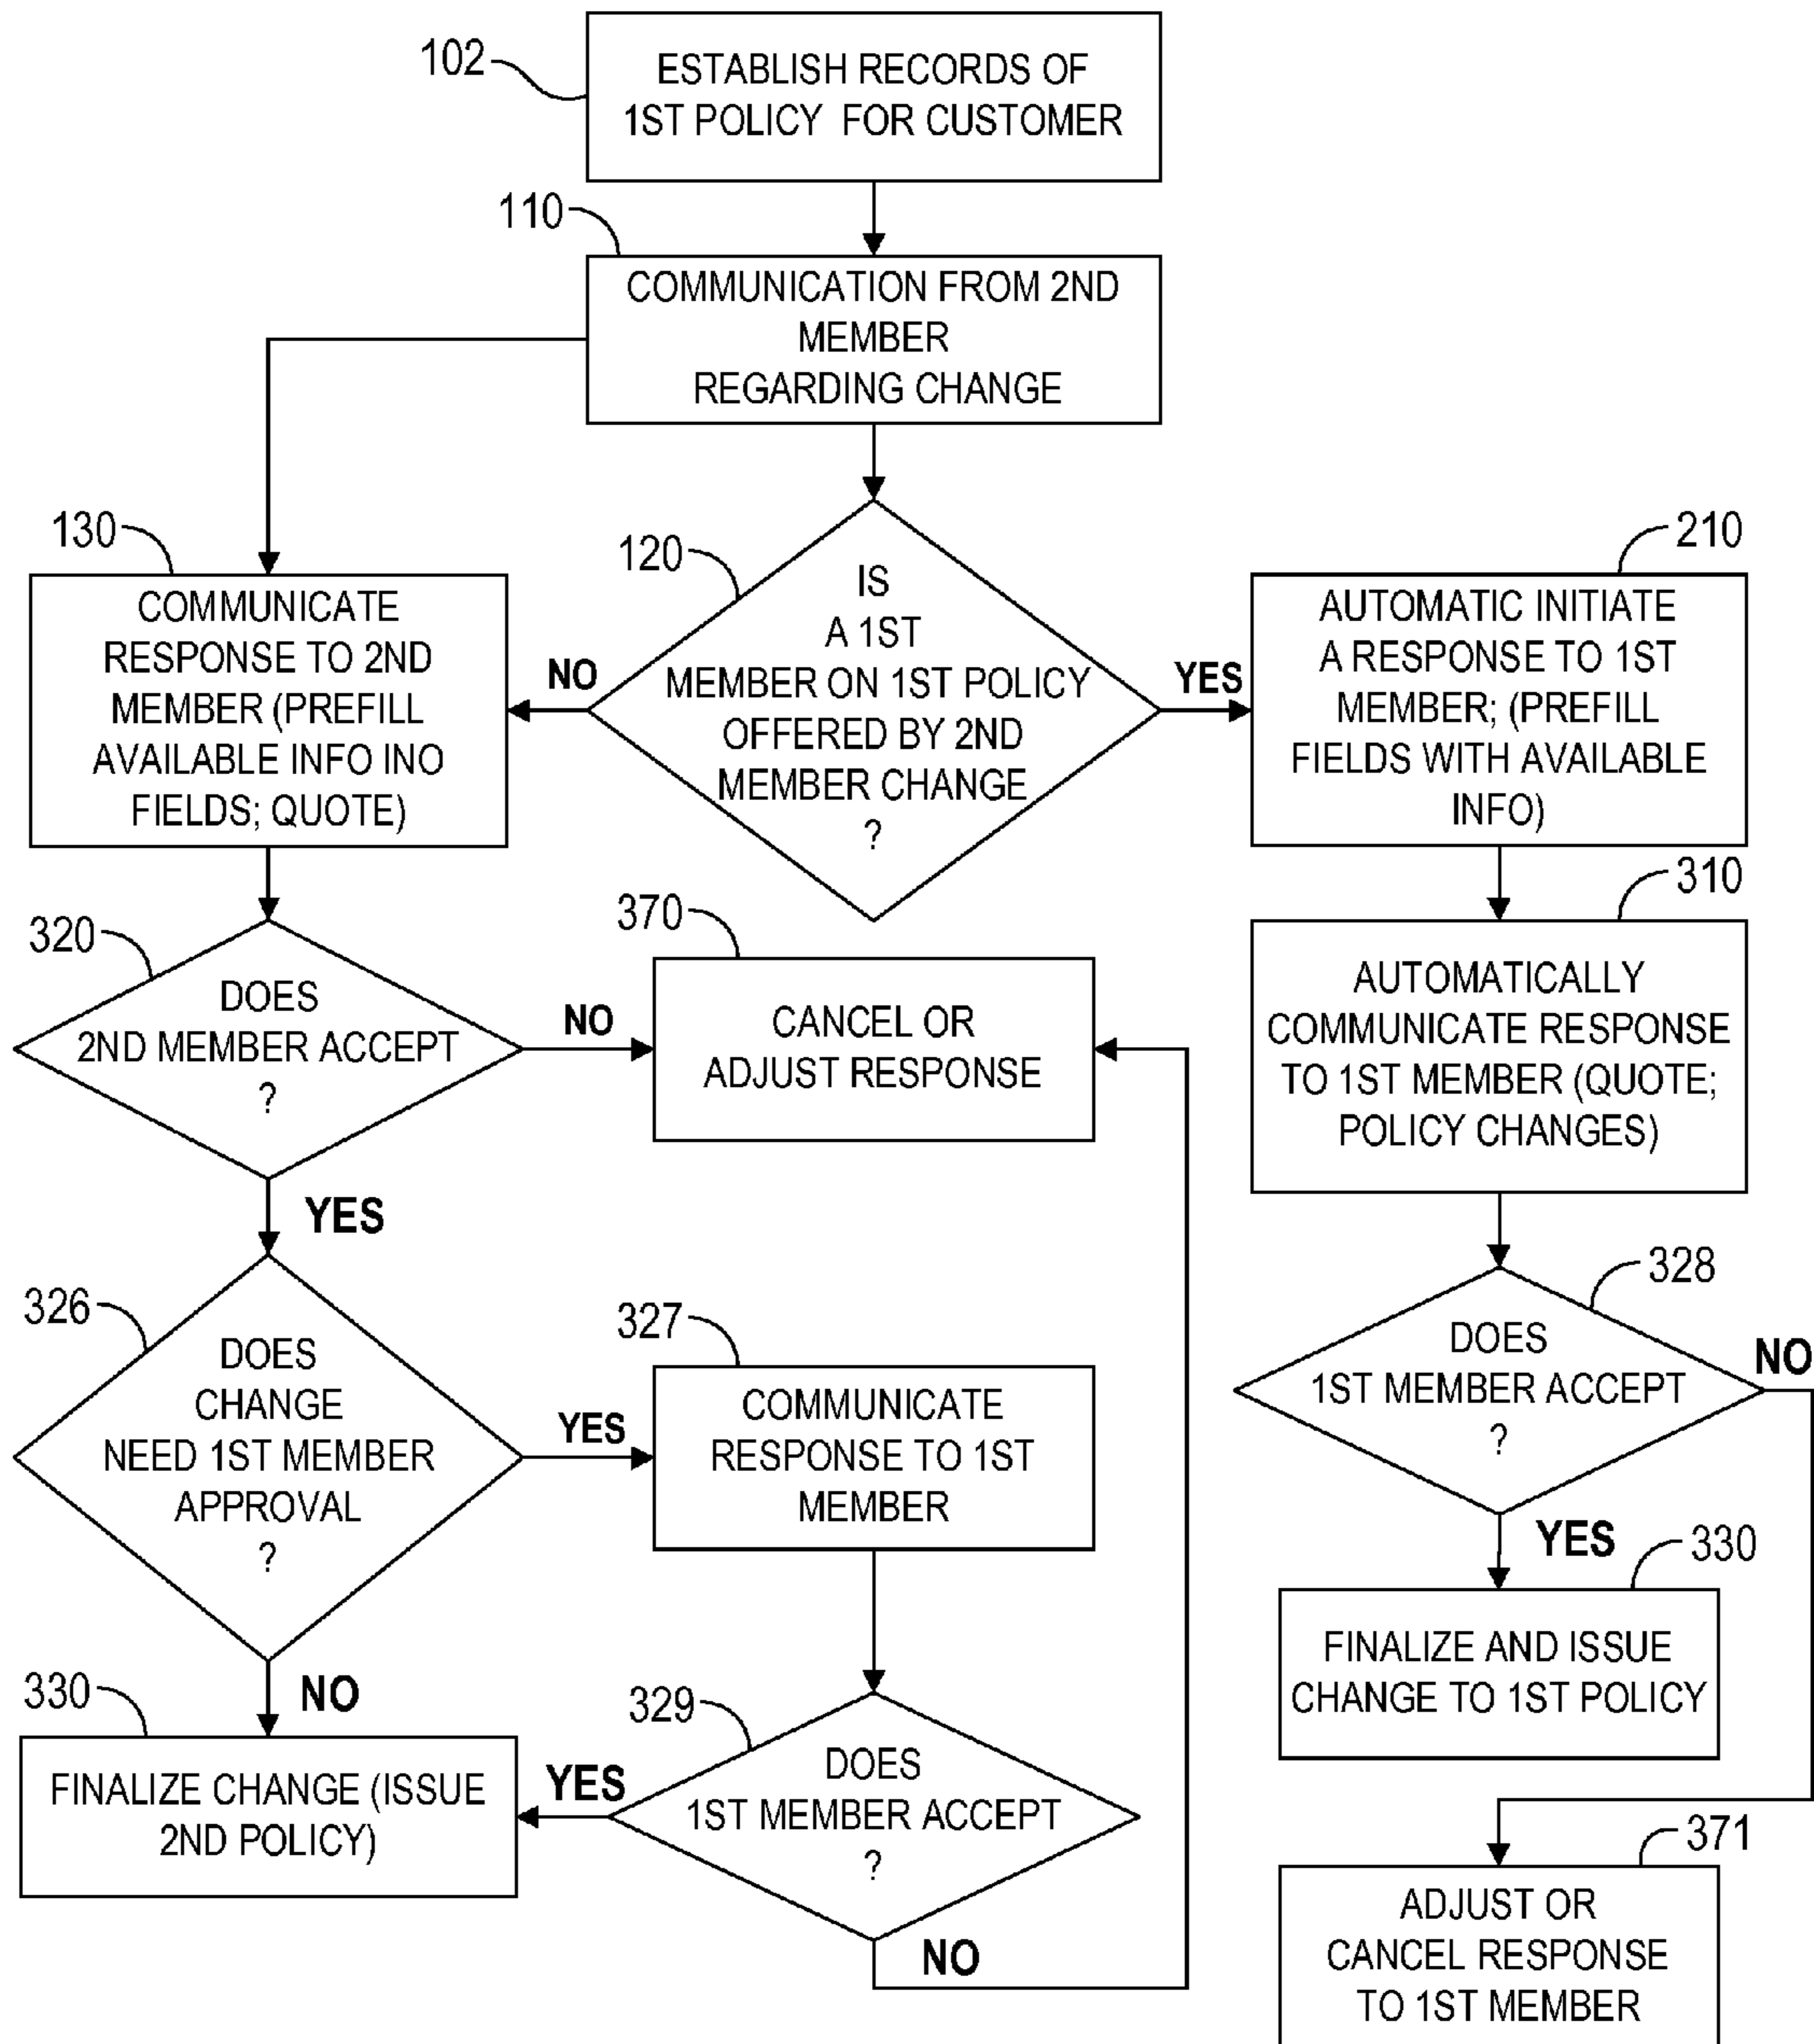 102
ESTABLISH RECORDS OF
1ST POLICY FOR CUSTOMER
110
COMMUNICATION FROM 2ND
MEMBER
REGARDING CHANGE
130
COMMUNICATE
RESPONSE TO 2ND
MEMBER (PREFILL
AVAILABLE INFO INO
FIELDS; QUOTE)
NO
120
IS
A 1ST
MEMBER ON 1ST POLICY
OFFERED BY 2ND
MEMBER CHANGE
?
YES
210
AUTOMATIC INITIATE
A RESPONSE TO 1ST
MEMBER; (PREFILL
FIELDS WITH AVAILABLE
INFO)
320
DOES
2ND MEMBER ACCEPT
?
NO
370
CANCEL OR
ADJUST RESPONSE
310
AUTOMATICALLY
COMMUNICATE RESPONSE
TO 1ST MEMBER (QUOTE;
POLICY CHANGES)
YES
326
DOES
CHANGE
NEED 1ST MEMBER
APPROVAL
?
YES
327
COMMUNICATE
RESPONSE TO 1ST
MEMBER
328
DOES
1ST MEMBER ACCEPT
?
NO
YES
330
FINALIZE AND ISSUE
CHANGE TO 1ST POLICY
NO
330
FINALIZE CHANGE (ISSUE
2ND POLICY)
YES
329
DOES
1ST MEMBER ACCEPT
?
NO
371
ADJUST OR
CANCEL RESPONSE
TO 1ST MEMBER